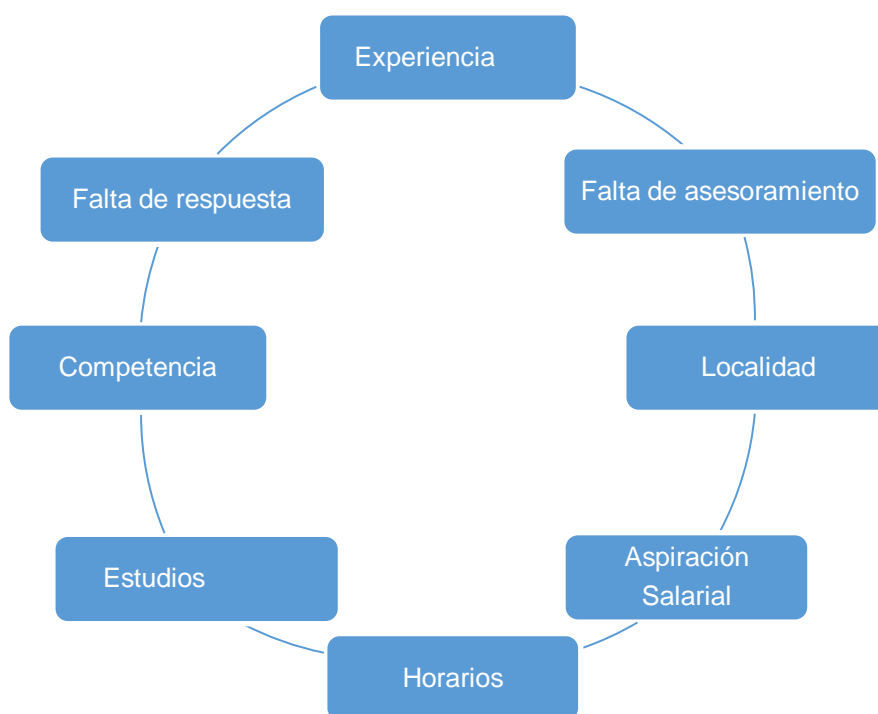 Experiencia
Falta de respuesta
Falta de asesoramiento
Competencia
Localidad
Estudios
Aspiración
Salarial
Horarios